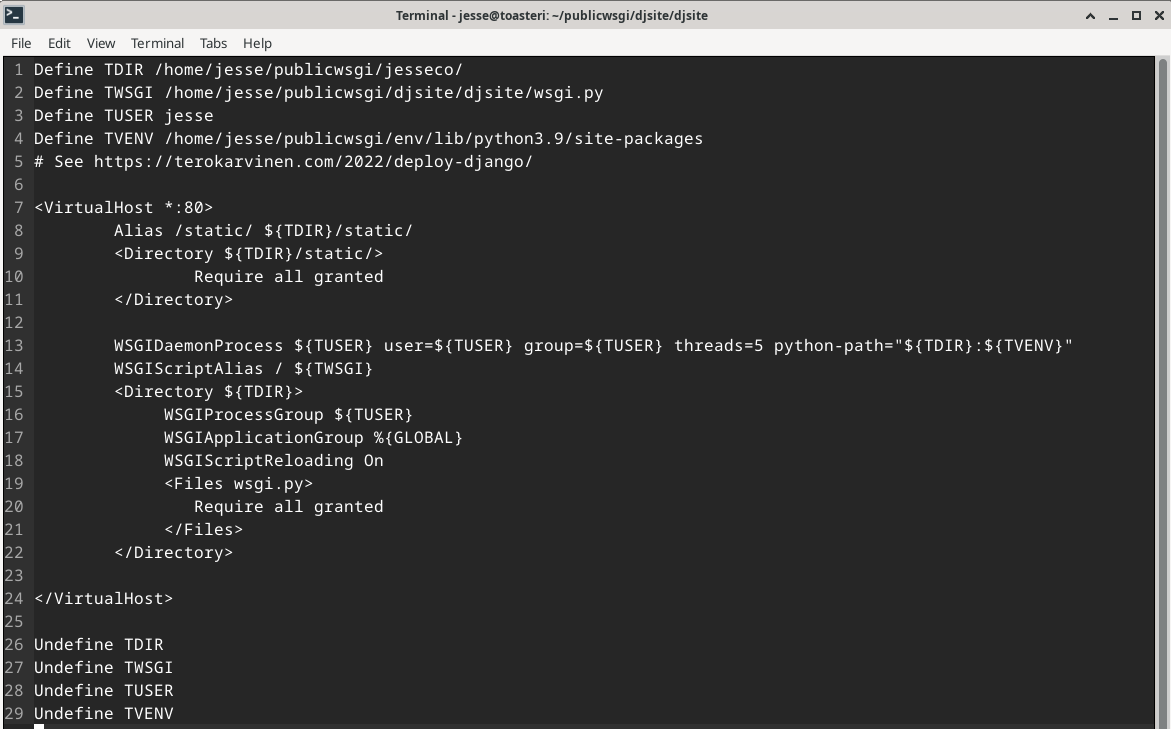 Terminal - jesse@toasteri: ~/publicwsgi/djsite/djsite
File Edit View Terminal Tabs Help
1 Define TDIR /home/jesse/publicwsgi/jesseco/
2 Define TWSGI /home/jesse/publicwsgi/djsite/djsite/wsgi.py
3 Define TUSER jesse
4 Define TVENV /home/jesse/publicwsgi/env/lib/python3.9/site-packages
5 # See https://terokarvinen.com/2022/deploy-django/
6
7 <VirtualHost *:80>
8         Alias /static/ ${TDIR}/static/
9         <Directory ${TDIR}/static/>
10                 Require all granted
11         </Directory>
12
13         WSGIDaemonProcess ${TUSER} user=${TUSER} group=${TUSER} threads=5 python-path="${TDIR}:${TVENV}"
14         WSGIScriptAlias / ${TWSGI}
15         <Directory ${TDIR}>
16              WSGIProcessGroup ${TUSER}
17              WSGIApplicationGroup %{GLOBAL}
18              WSGIScriptReloading On
19              <Files wsgi.py>
20                 Require all granted
21              </Files>
22         </Directory>
23
24 </VirtualHost>
25
26 Undefine TDIR
27 Undefine TWSGI
28 Undefine TUSER
29 Undefine TVENV